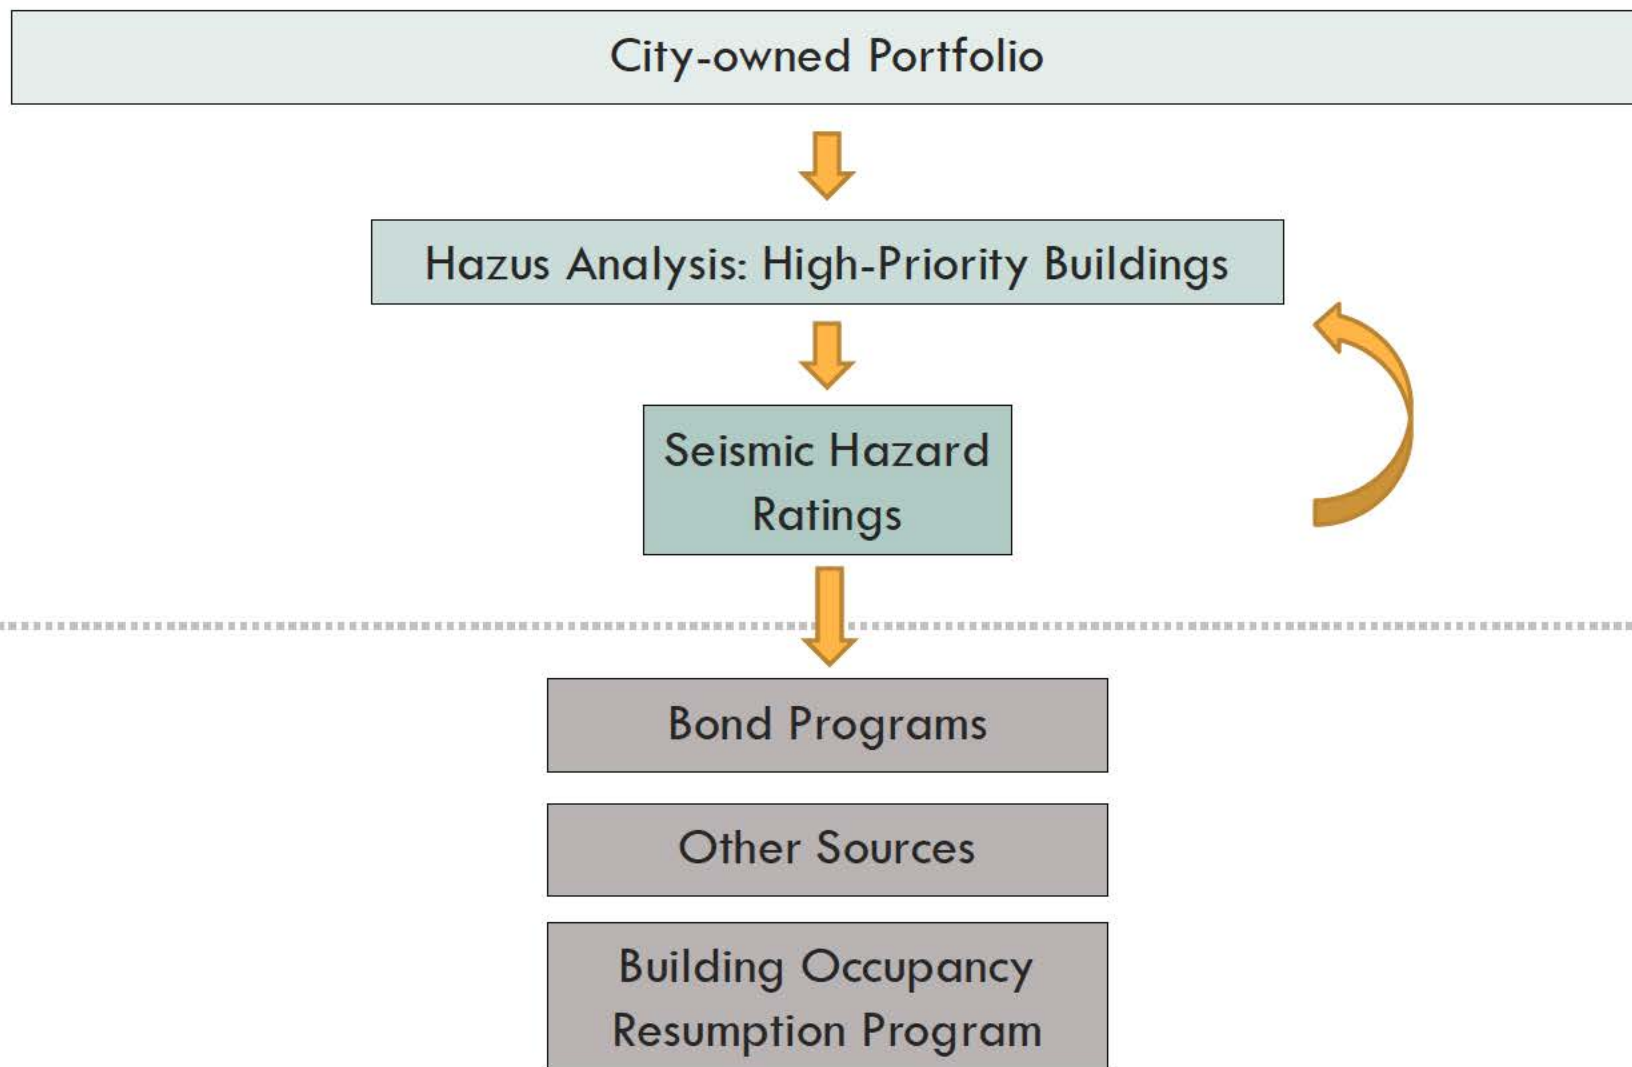 City-owned Portfolio
Hazus Analysis: High-Priority Buildings
Seismic Hazard
Ratings
Bond Programs
Other Sources
Building Occupancy
Resumption Program